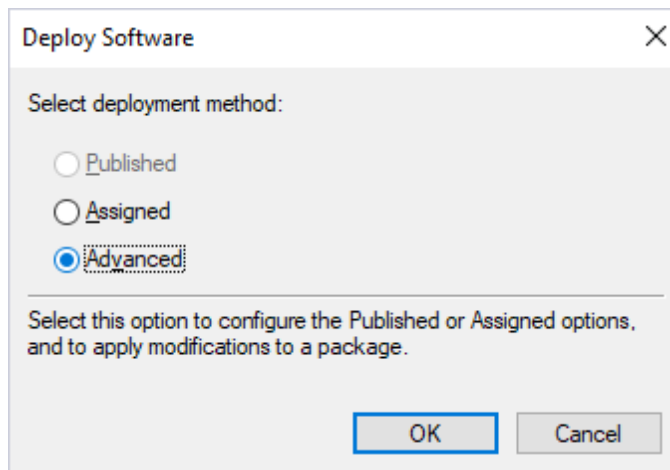 Deploy Software
Select deployment method:
Published
Assigned
Advanced
Select this option to configure the Published or Assigned options,
and to apply modifications to a package.
OK
Cancel